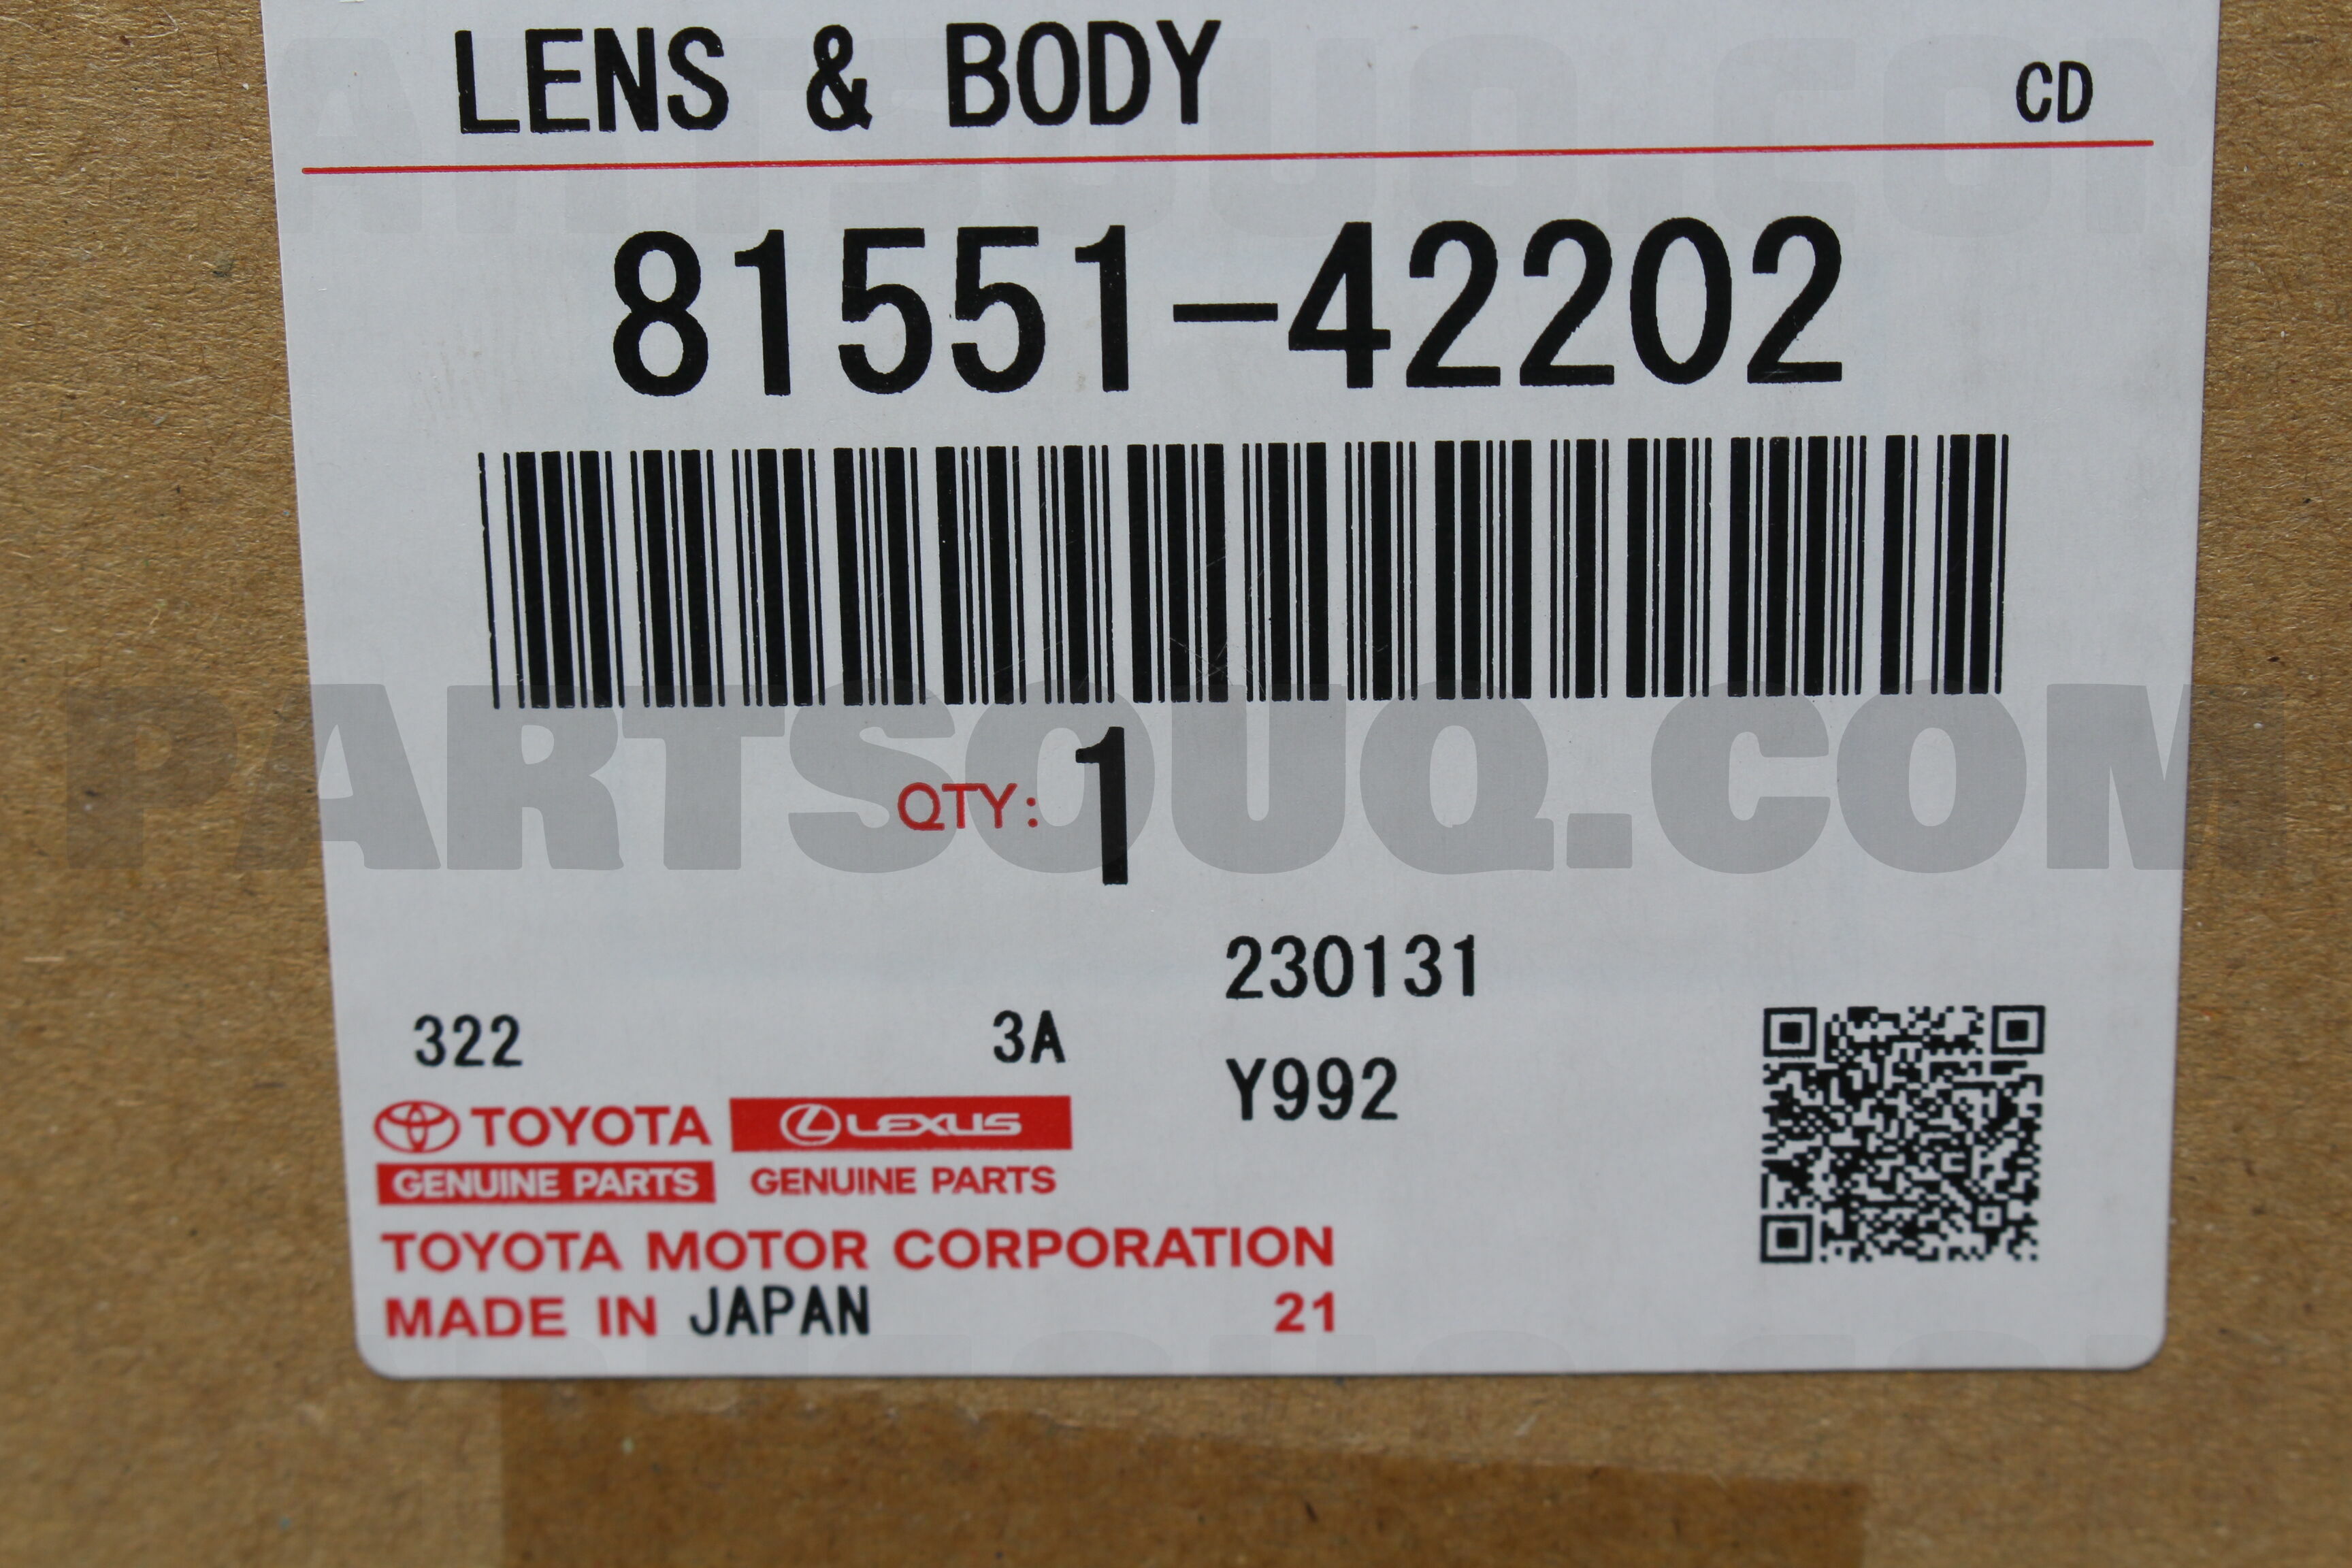 LENS & BODY CD
81551-42202
PARTSOUQ.COM
QTY: 1
230131
322 3A
Y992
TOYOTA LEXUS
GENUINE PARTS GENUINE PARTS
TOYOTA MOTOR CORPORATION
MADE IN JAPAN 21